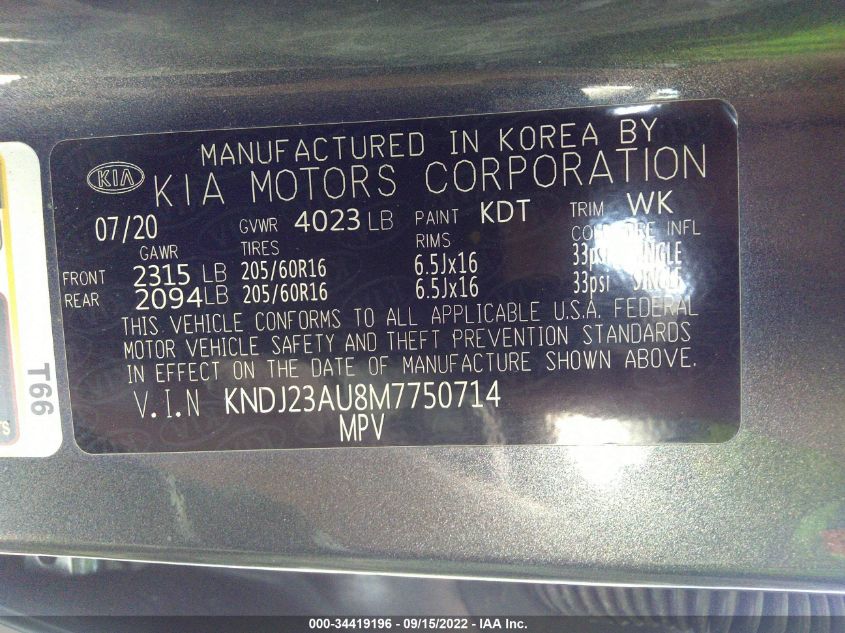 MANUFACTURED IN KOREA BY
KIA KIA MOTORS CORPORATION
07/20 GVWR 4023 LB PAINT KDT TRIM WK
GAWR TIRES RIMS INFL
FRONT 2315 LB 205/60R16 6.5Jx16 33psi SINGLE
REAR 2094 LB 205/60R16 6.5Jx16 33psi SINGLE
THIS VEHICLE CONFORMS TO ALL APPLICABLE U.S.A. FEDERAL
MOTOR VEHICLE SAFETY AND THEFT PREVENTION STANDARDS
IN EFFECT ON THE DATE OF MANUFACTURE SHOWN ABOVE.
V.I.N KNDJ23AU8M7750714
MPV
T66
000-34419196 - 09/15/2022 - IAA Inc.